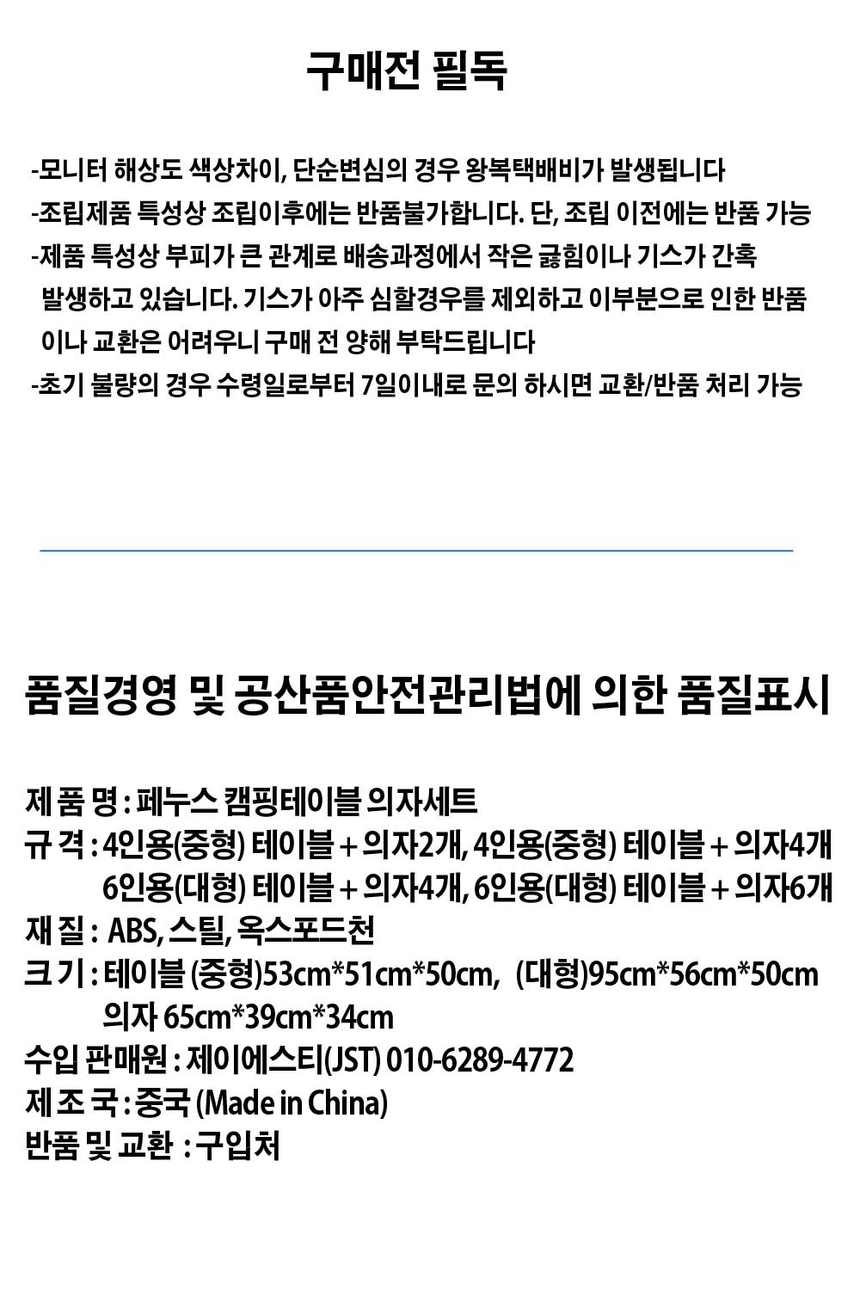 구매전 필독
-모니터 해상도 색상차이, 단순변심의 경우 왕복택배비가 발생됩니다
-조립제품 특성상 조립이후에는 반품불가합니다. 단, 조립 이전에는 반품 가능
-제품 특성상 부피가 큰 관계로 배송과정에서 작은 긇힘이나 기스가 간혹
발생하고 있습니다. 기스가 아주 심할경우를 제외하고 이부분으로 인한 반품
이나 교환은 어려우니 구매 전 양해 부탁드립니다
-초기 불량의 경우 수령일로부터 7일이내로 문의 하시면 교환/반품 처리 가능
품질경영 및 공산품안전관리법에 의한 품질표시
제 품 명 : 페누스 캠핑테이블 의자세트
규 격 : 4인용(중형) 테이블 + 의자2개, 4인용(중형) 테이블 + 의자4개
6인용(대형) 테이블 + 의자4개, 6인용(대형) 테이블 + 의자6개
재 질 : ABS, 스틸, 옥스포드천
크 기 : 테이블 (중형)53cm*51cm*50cm, (대형)95cm*56cm*50cm
의자 65cm*39cm*34cm
수입 판매원 : 제이에스티(JST) 010-6289-4772
제 조 국 : 중국 (Made in China)
반품 및 교환 : 구입처